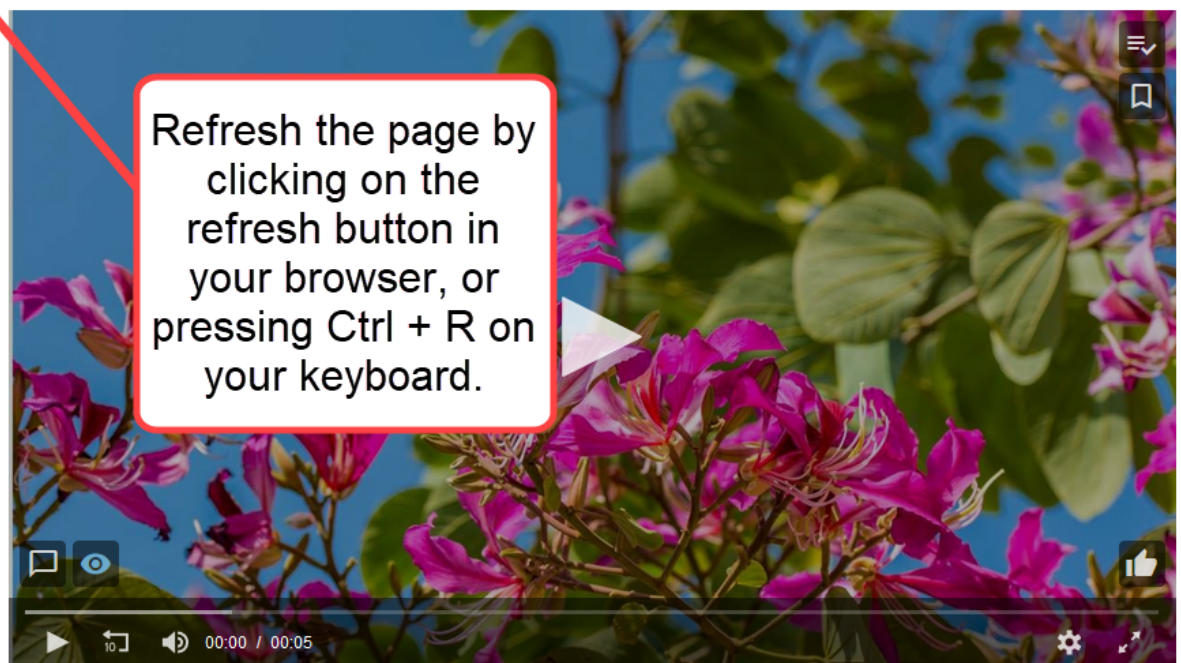 Refresh the page by
clicking on the
refresh button in
your browser, or
pressing Ctrl + R on
your keyboard.
10
00:00 / 00:05